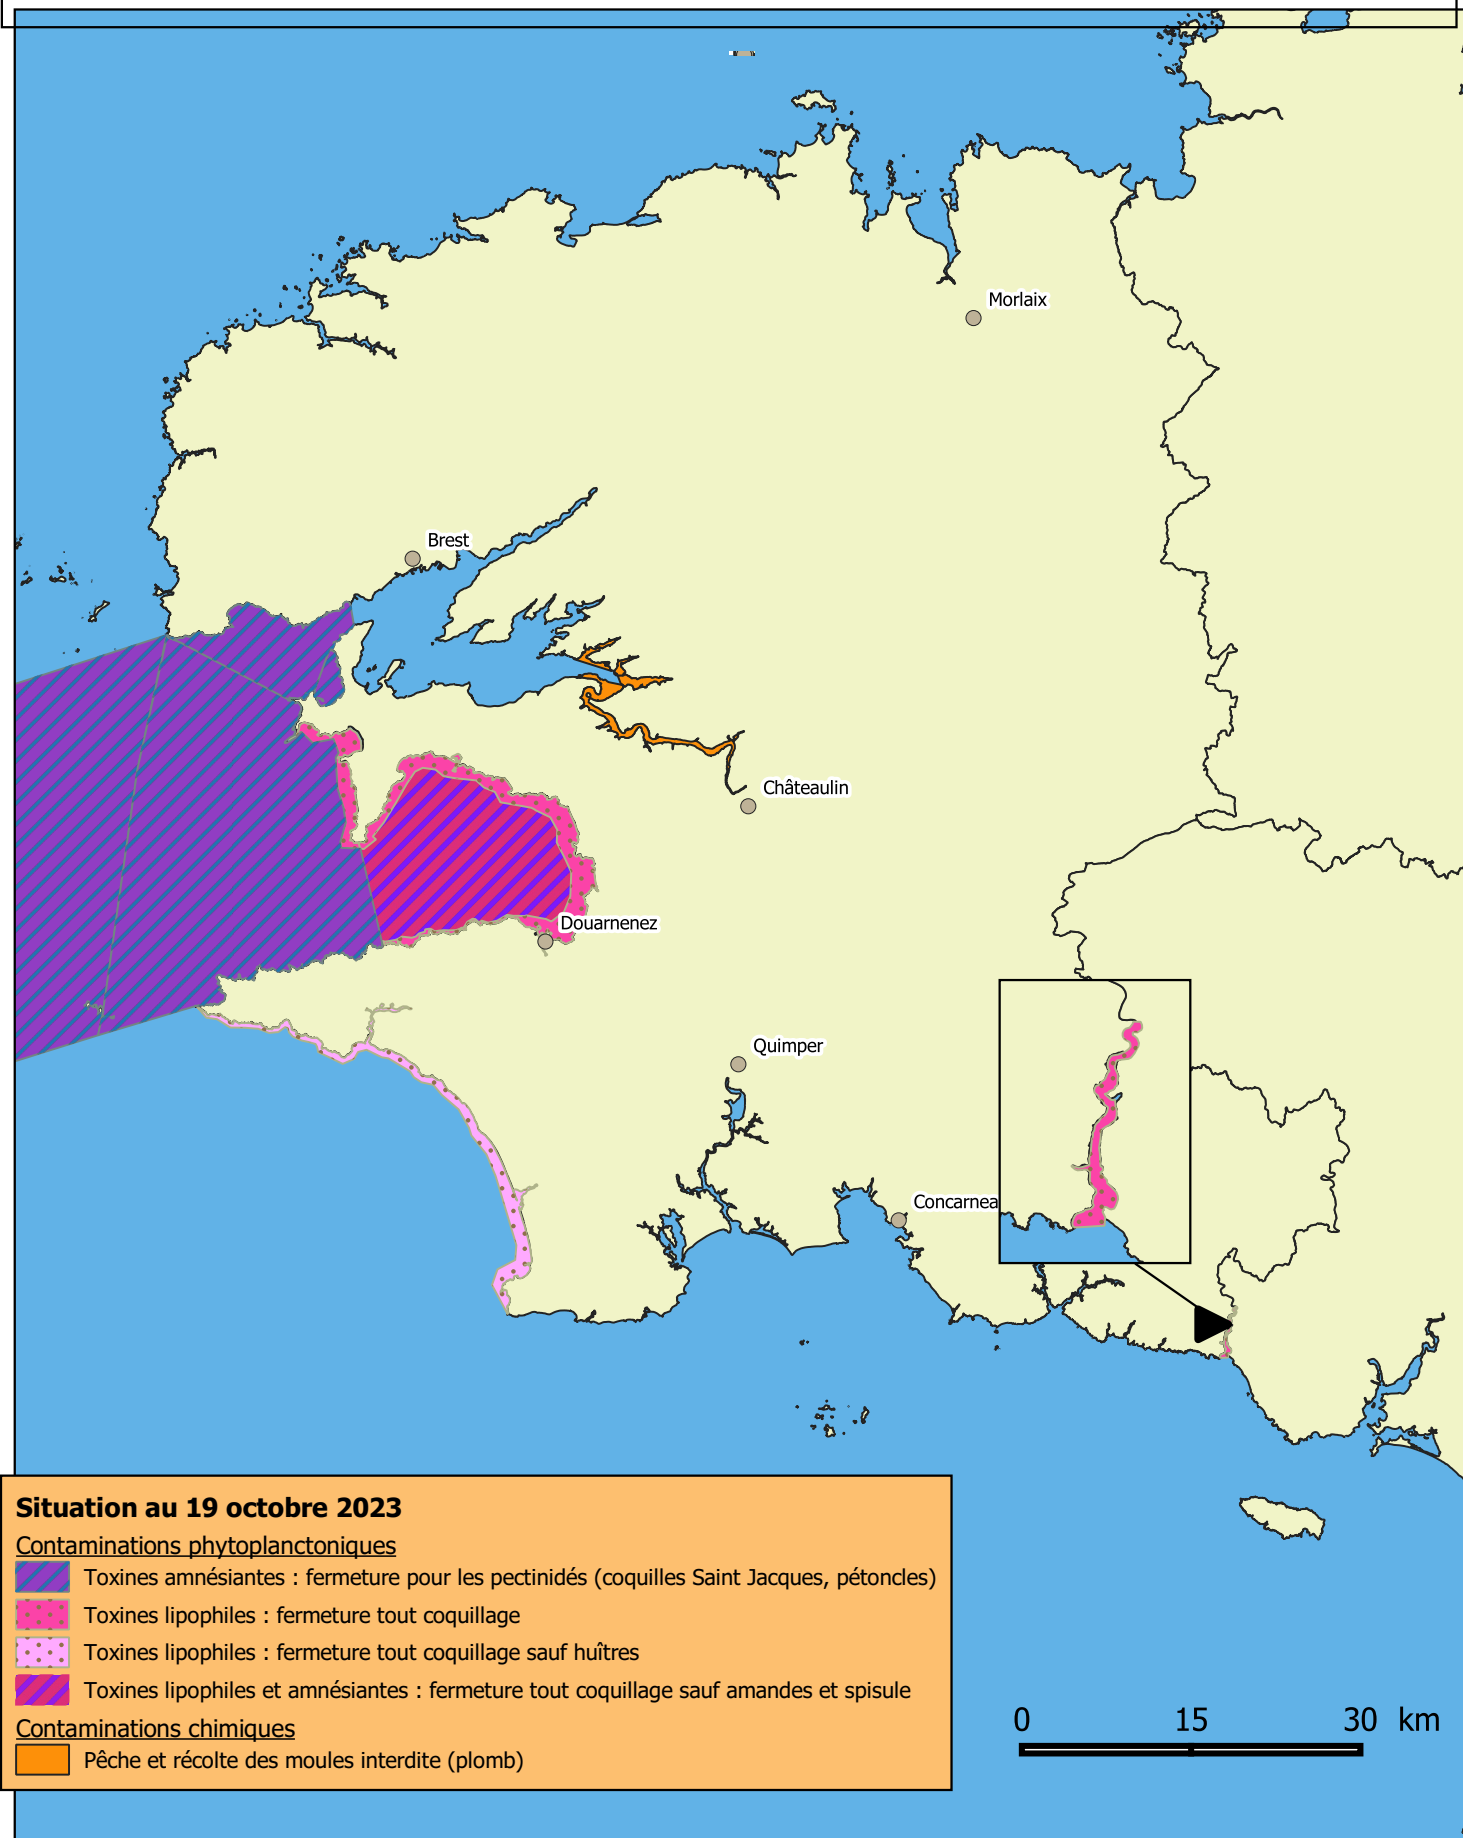 Morlaix
Brest
Châteaulin
Douarnenez
Quimper
Concarnea
Situation au 19 octobre 2023
Contaminations phytoplanctoniques
Toxines amnésiantes : fermeture pour les pectinidés (coquilles Saint Jacques, pétoncles)
Toxines lipophiles : fermeture tout coquillage
Toxines lipophiles : fermeture tout coquillage sauf huîtres
Toxines lipophiles et amnésiantes : fermeture tout coquillage sauf amandes et spisule
Contaminations chimiques
Pêche et récolte des moules interdite (plomb)
0 15 30 km